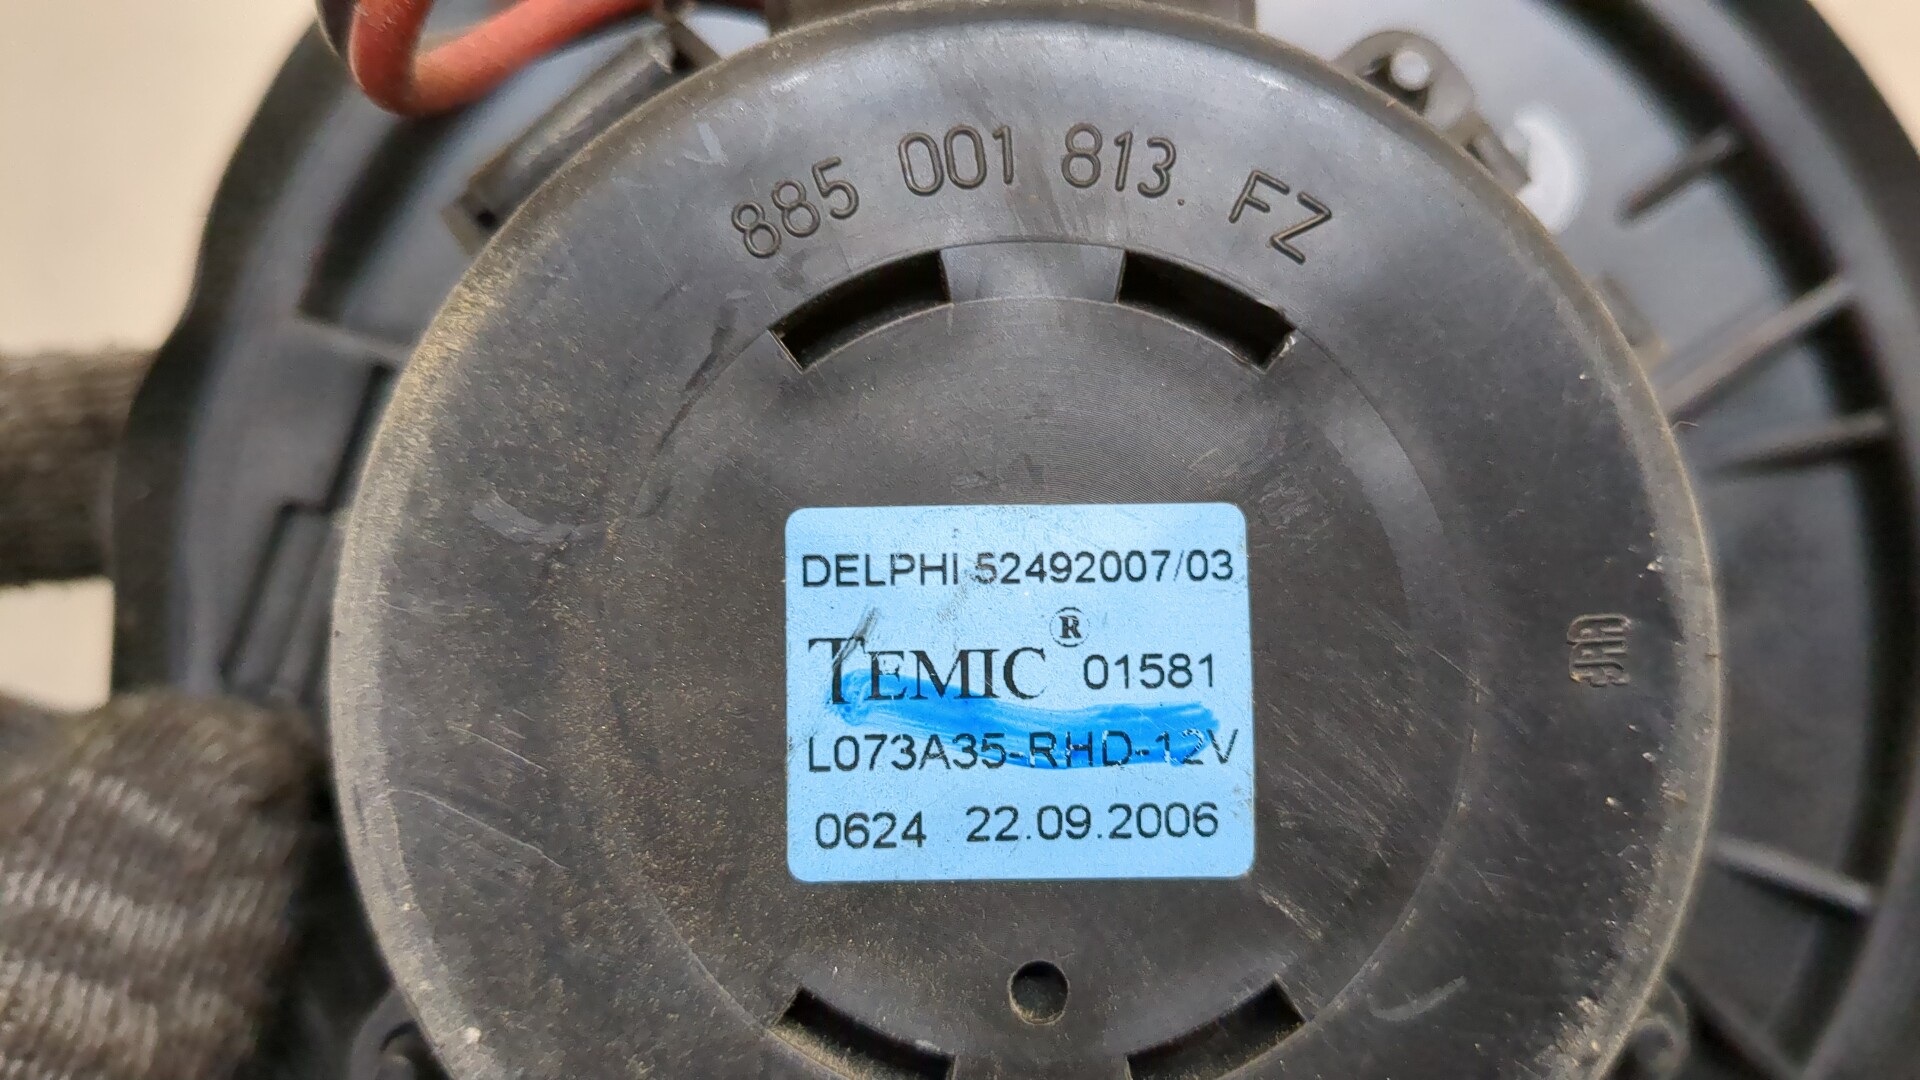 885 001 813. FZ
DELPHI 52492007/03
TEMIC® 01581
L073A35-RHD-12V
0624 22.09.2006